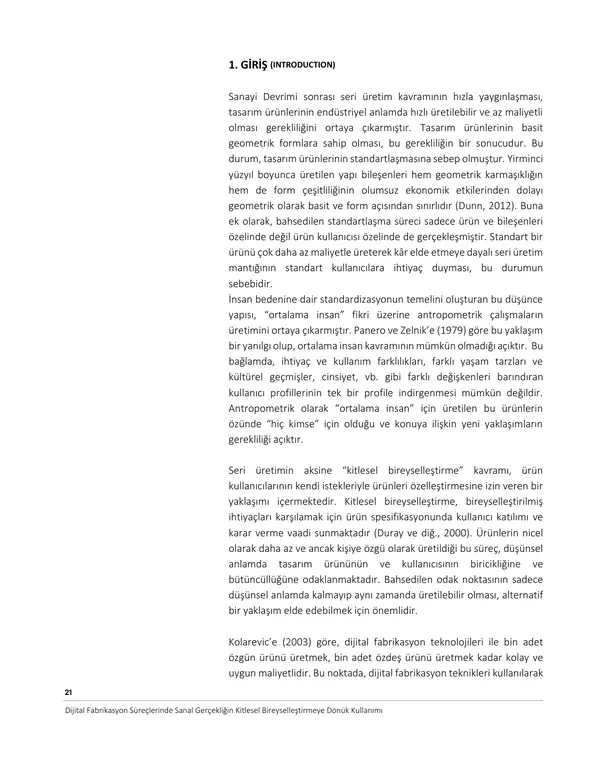 1. GİRİŞ (INTRODUCTION)
Sanayi Devrimi sonrası seri üretim kavramının hızla yaygınlaşması,
tasarım ürünlerinin endüstriyel anlamda hızlı üretilebilir ve az maliyetli
olması gerekliliğini ortaya çıkarmıştır. Tasarım ürünlerinin basit
geometrik formlara sahip olması, bu gerekliliğin bir sonucudur. Bu
durum, tasarım ürünlerinin standartlaşmasına sebep olmuştur. Yirminci
yüzyıl boyunca üretilen yapı bileşenleri hem geometrik karmaşıklığın
hem de form çeşitliliğinin olumsuz ekonomik etkilerinden dolayı
geometrik olarak basit ve form açısından sınırlıdır (Dunn, 2012). Buna
ek olarak, bahsedilen standartlaşma süreci sadece ürün ve bileşenleri
özelinde değil ürün kullanıcısı özelinde de gerçekleşmiştir. Standart bir
ürünü çok daha az maliyetle üreterek kâr elde etmeye dayalı seri üretim
mantığının standart kullanıcılara ihtiyaç duyması, bu durumun
sebebidir.
İnsan bedenine dair standardizasyonun temelini oluşturan bu düşünce
yapısı, “ortalama insan” fikri üzerine antropometrik çalışmaların
üretimini ortaya çıkarmıştır. Panero ve Zelnik’e (1979) göre bu yaklaşım
bir yanılgı olup, ortalama insan kavramının mümkün olmadığı açıktır. Bu
bağlamda, ihtiyaç ve kullanım farklılıkları, farklı yaşam tarzları ve
kültürel geçmişler, cinsiyet, vb. gibi farklı değişkenleri barındıran
kullanıcı profillerinin tek bir profile indirgenmesi mümkün değildir.
Antropometrik olarak “ortalama insan” için üretilen bu ürünlerin
özünde “hiç kimse” için olduğu ve konuya ilişkin yeni yaklaşımların
gerekliliği açıktır.
Seri üretimin aksine “kitlesel bireyselleştirme” kavramı, ürün
kullanıcılarının kendi istekleriyle ürünleri özelleştirmesine izin veren bir
yaklaşımı içermektedir. Kitlesel bireyselleştirme, bireyselleştirilmiş
ihtiyaçları karşılamak için ürün spesifikasyonunda kullanıcı katılımı ve
karar verme vaadi sunmaktadır (Duray ve diğ., 2000). Ürünlerin nicel
olarak daha az ve ancak kişiye özgü olarak üretildiği bu süreç, düşünsel
anlamda tasarım ürününün ve kullanıcısının biricikliğine ve
bütüncüllüğüne odaklanmaktadır. Bahsedilen odak noktasının sadece
düşünsel anlamda kalmayıp aynı zamanda üretilebilir olması, alternatif
bir yaklaşım elde edebilmek için önemlidir.
Kolarevic’e (2003) göre, dijital fabrikasyon teknolojileri ile bin adet
özgün ürünü üretmek, bin adet özdeş ürünü üretmek kadar kolay ve
uygun maliyetlidir. Bu noktada, dijital fabrikasyon teknikleri kullanılarak
21
Dijital Fabrikasyon Süreçlerinde Sanal Gerçekliğin Kitlesel Bireyselleştirmeye Dönük Kullanımı